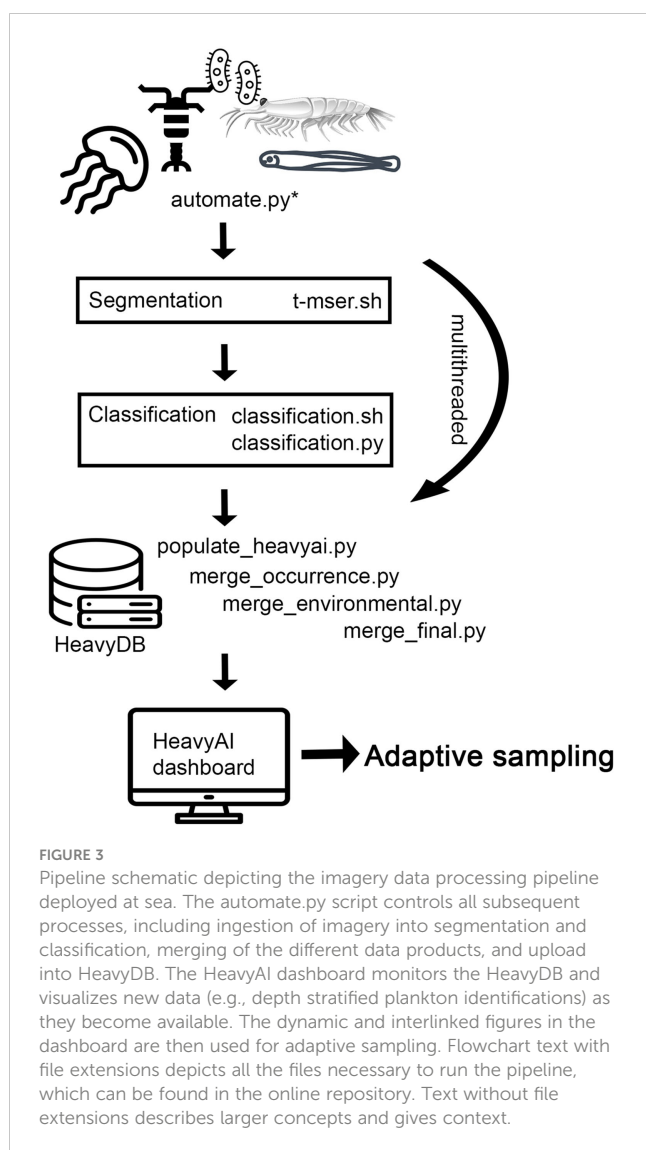 automate.py*
Segmentation t-mser.sh
multithreaded
Classification classification.sh
classification.py
populate_heavyai.py
merge_occurrence.py
merge_environmental.py
merge_final.py
HeavyDB
HeavyAI
dashboard
Adaptive sampling
FIGURE 3
Pipeline schematic depicting the imagery data processing pipeline
deployed at sea. The automate.py script controls all subsequent
processes, including ingestion of imagery into segmentation and
classification, merging of the different data products, and upload
into HeavyDB. The HeavyAI dashboard monitors the HeavyDB and
visualizes new data (e.g., depth stratified plankton identifications) as
they become available. The dynamic and interlinked figures in the
dashboard are then used for adaptive sampling. Flowchart text with
file extensions depicts all the files necessary to run the pipeline,
which can be found in the online repository. Text without file
extensions describes larger concepts and gives context.